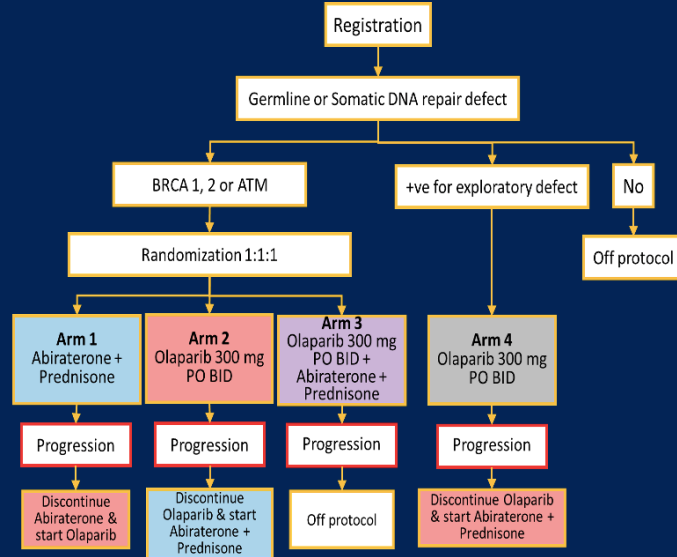 Registration
Germline or Somatic DNA repair defect
BRCA 1, 2 or ATM
+ve for exploratory defect
No
Randomization 1:1:1
Off protocol
Arm 1
Abiraterone +
Prednisone
Arm 2
Olaparib 300 mg
PO BID
Arm 3
Olaparib 300 mg
PO BID +
Abiraterone +
Prednisone
Arm 4
Olaparib 300 mg
PO BID
Progression
Progression
Progression
Progression
Discontinue
Abiraterone &
start Olaparib
Discontinue
Olaparib & start
Abiraterone +
Prednisone
Off protocol
Discontinue Olaparib
& start Abiraterone +
Prednisone